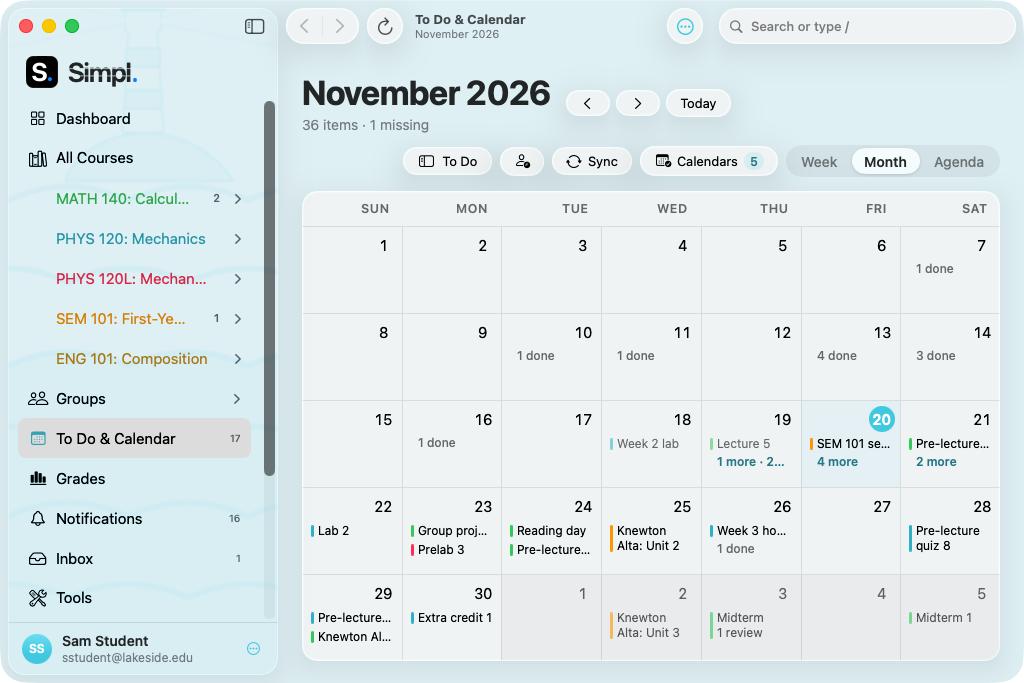 To Do & Calendar
November 2026
Search or type /
S.
Simpl.
Dashboard
All Courses
MATH 140: Calcul... 2
PHYS 120: Mechanics
PHYS 120L: Mechan...
SEM 101: First-Ye... 1
ENG 101: Composition
Groups
To Do & Calendar 17
Grades
Notifications 16
Inbox 1
Tools
SS
Sam Student
sstudent@lakeside.edu
November 2026
Today
36 items · 1 missing
To Do
Sync
Calendars 5
Week
Month
Agenda
SUN MON TUE WED THU FRI SAT
1 2 3 4 5 6 7
1 done
8 9 10 11 12 13 14
1 done
1 done
4 done
3 done
15 16 17 18 19 20 21
1 done
Week 2 lab
Lecture 5
1 more · 2...
SEM 101 se...
4 more
Pre-lecture...
2 more
22 23 24 25 26 27 28
Lab 2
Group proj...
Prelab 3
Reading day
Pre-lecture...
Knewton
Alta: Unit 2
Week 3 ho...
1 done
Pre-lecture
quiz 8
29 30 1 2 3 4 5
Pre-lecture...
Knewton Al...
Extra credit 1
Knewton
Alta: Unit 3
Midterm
1 review
Midterm 1